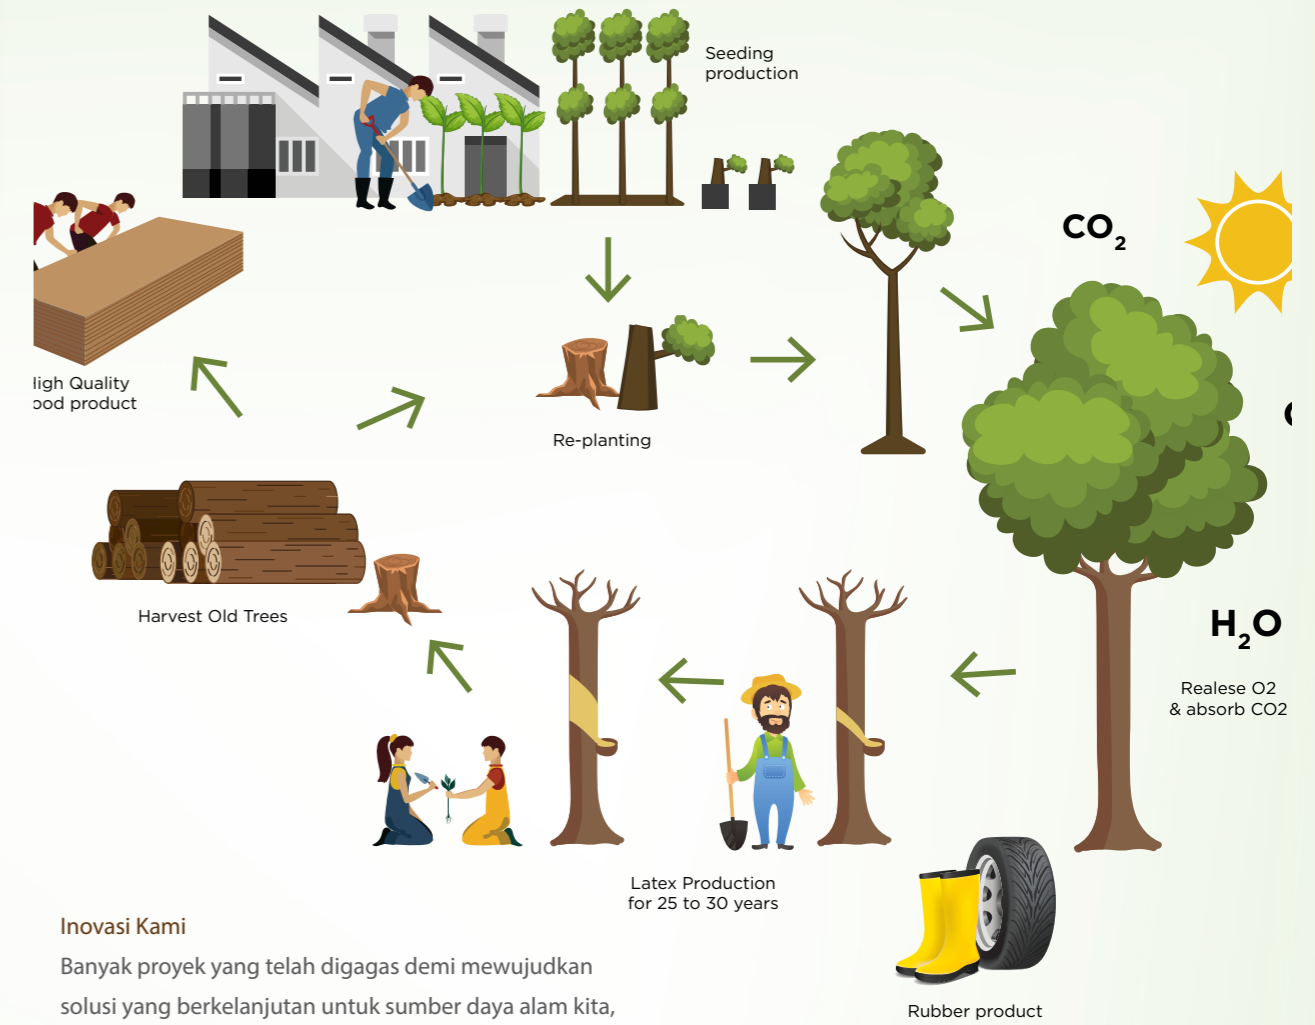 Seeding
production
CO2
High Quality
product
Re-planting
Harvest Old Trees
H2O
Realese O2
& absorb CO2
Latex Production
for 25 to 30 years
Rubber product
Inovasi Kami
Banyak proyek yang telah digagas demi mewujudkan
solusi yang berkelanjutan untuk sumber daya alam kita,